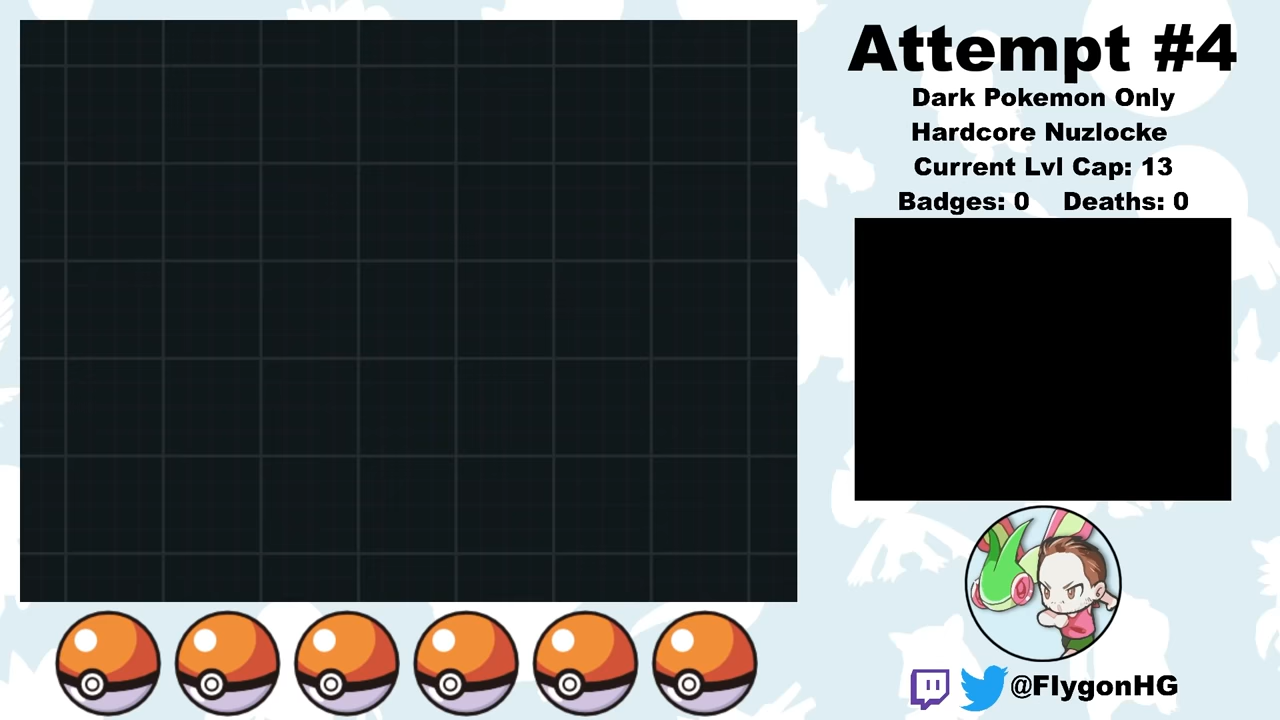 Attempt #4
Dark Pokemon Only
Hardcore Nuzlocke
Current Lvl Cap: 13
Badges: 0 Deaths: 0
@FlygonHG